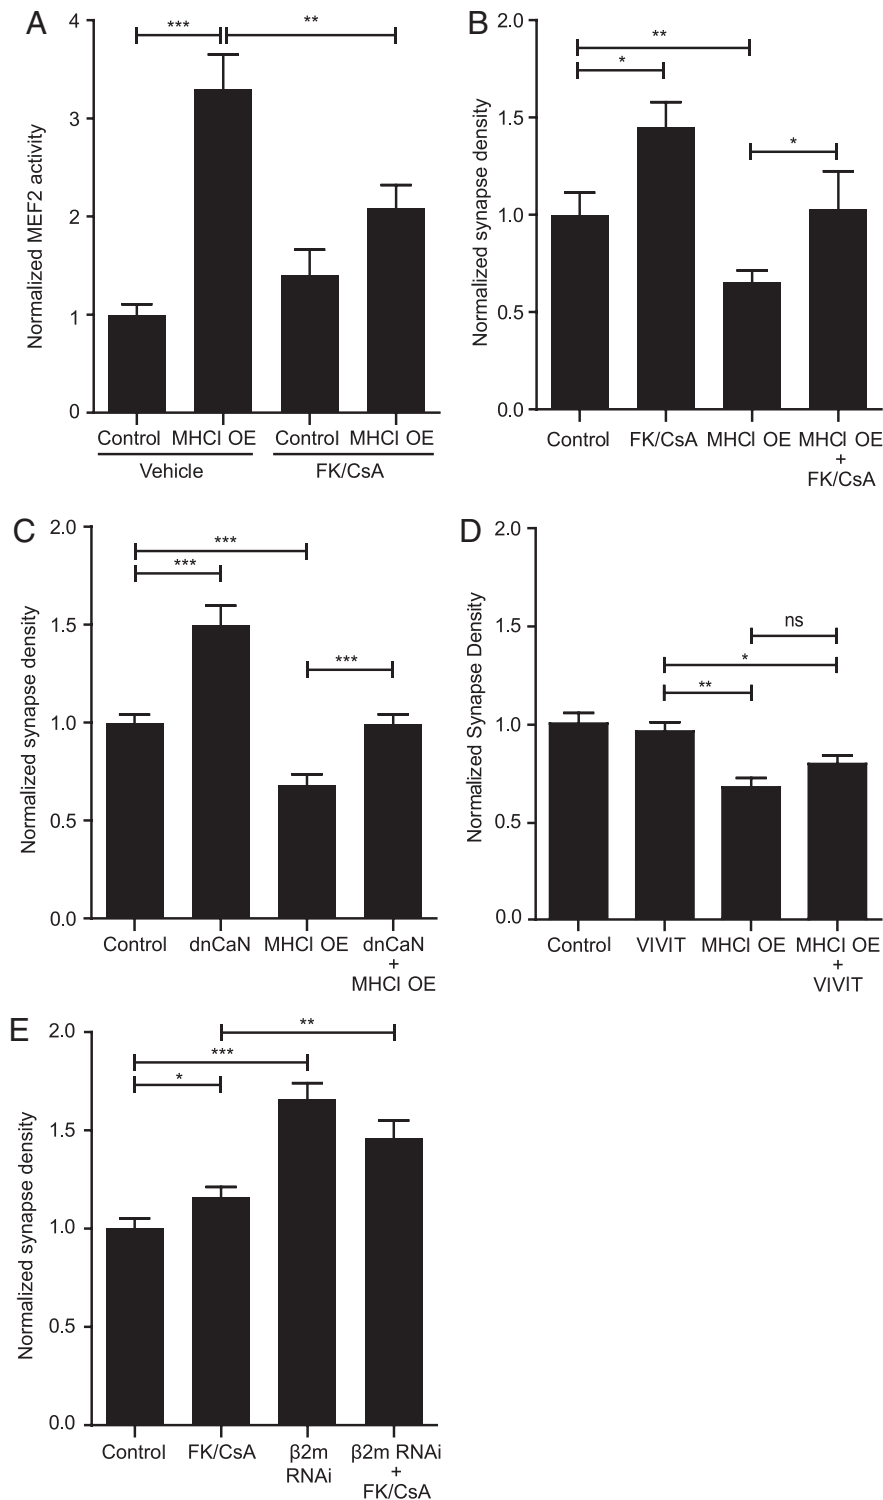 A
Normalized MEF2 activity
4
3
2
1
0
***
**
Control MHCI OE Control MHCI OE
Vehicle FK/CsA
B
Normalized synapse density
2.0
1.5
1.0
0.5
0.0
**
*
*
Control FK/CsA MHCI OE MHCI OE
+
FK/CsA
C
Normalized synapse density
2.0
1.5
1.0
0.5
0.0
***
***
***
Control dnCaN MHCI OE dnCaN
+
MHCI OE
D
Normalized Synapse Density
2.0
1.5
1.0
0.5
0.0
ns
*
**
Control VIVIT MHCI OE MHCI OE
+
VIVIT
E
Normalized synapse density
2.0
1.5
1.0
0.5
0.0
**
***
*
Control FK/CsA β2m β2m RNAi
RNAi +
FK/CsA